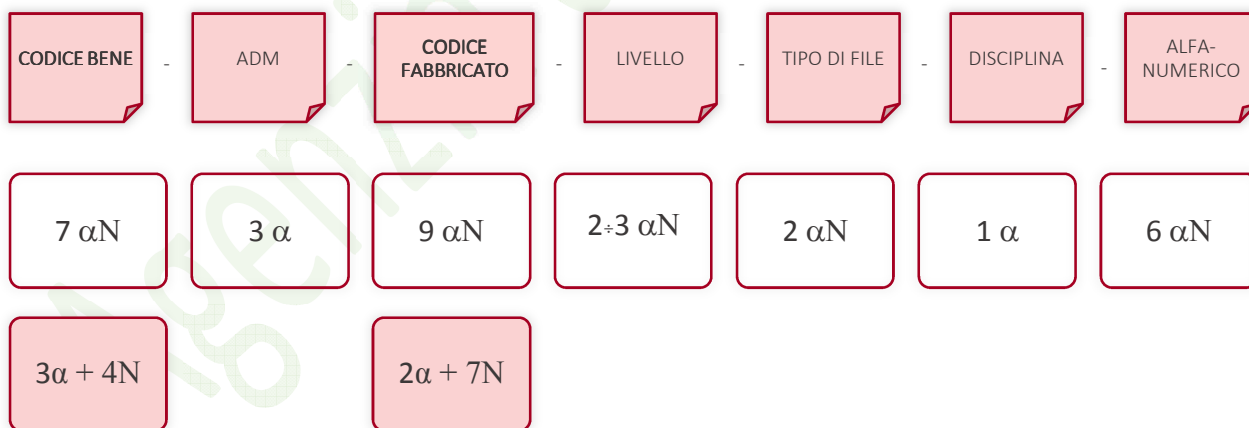 CODICE BENE - ADM - CODICE FABBRICATO - LIVELLO - TIPO DI FILE - DISCIPLINA - ALFA-NUMERICO
7 αN 3 α 9 αN 2÷3 αN 2 αN 1 α 6 αN
3α + 4N 2α + 7N
Agenzi